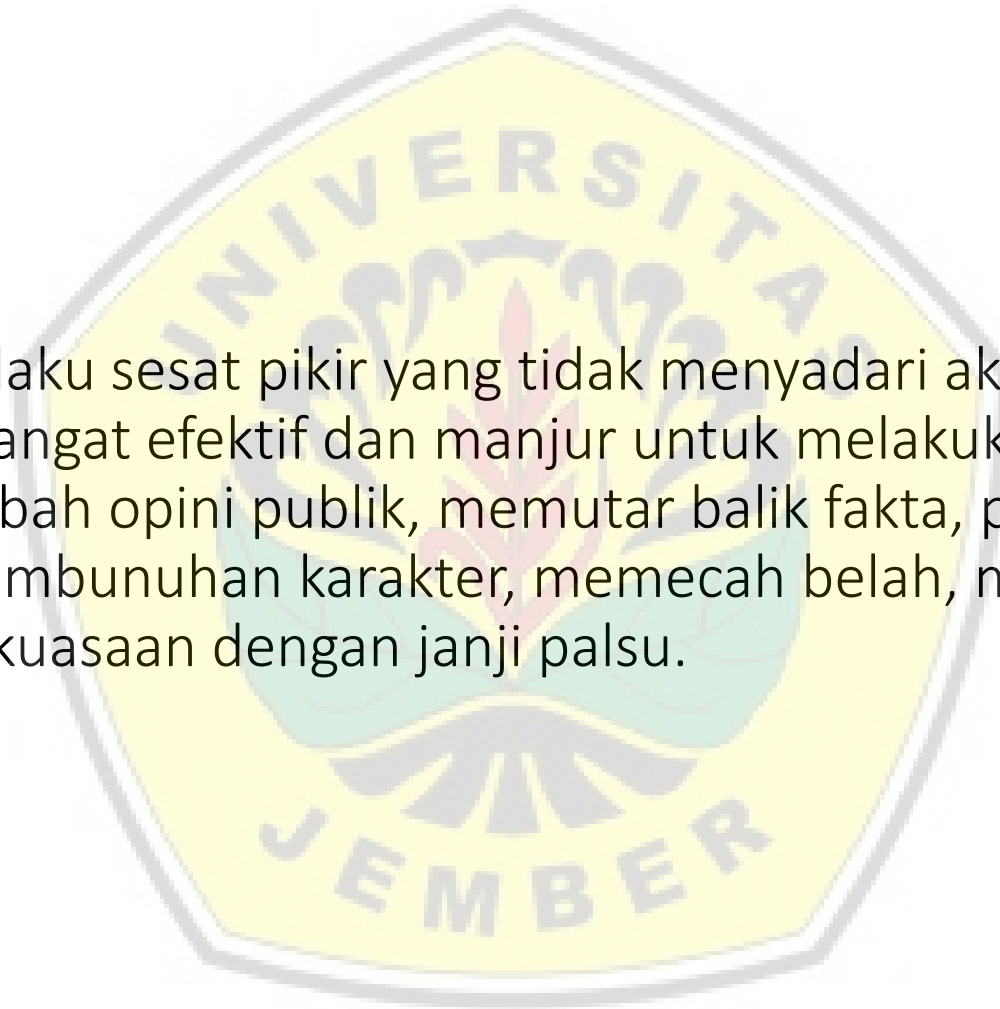 UNIVERSITAS
laku sesat pikir yang tidak menyadari ak
angat efektif dan manjur untuk melakuk
bah opini publik, memutar balik fakta, p
mbunuhan karakter, memecah belah, m
kuasaan dengan janji palsu.
JEMBER